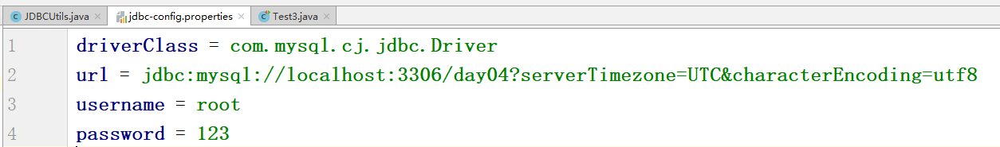 JDBCUtils.java × jdbc-config.properties × Test3.java ×
1 driverClass = com.mysql.cj.jdbc.Driver
2 url = jdbc:mysql://localhost:3306/day04?serverTimezone=UTC&characterEncoding=utf8
3 username = root
4 password = 123